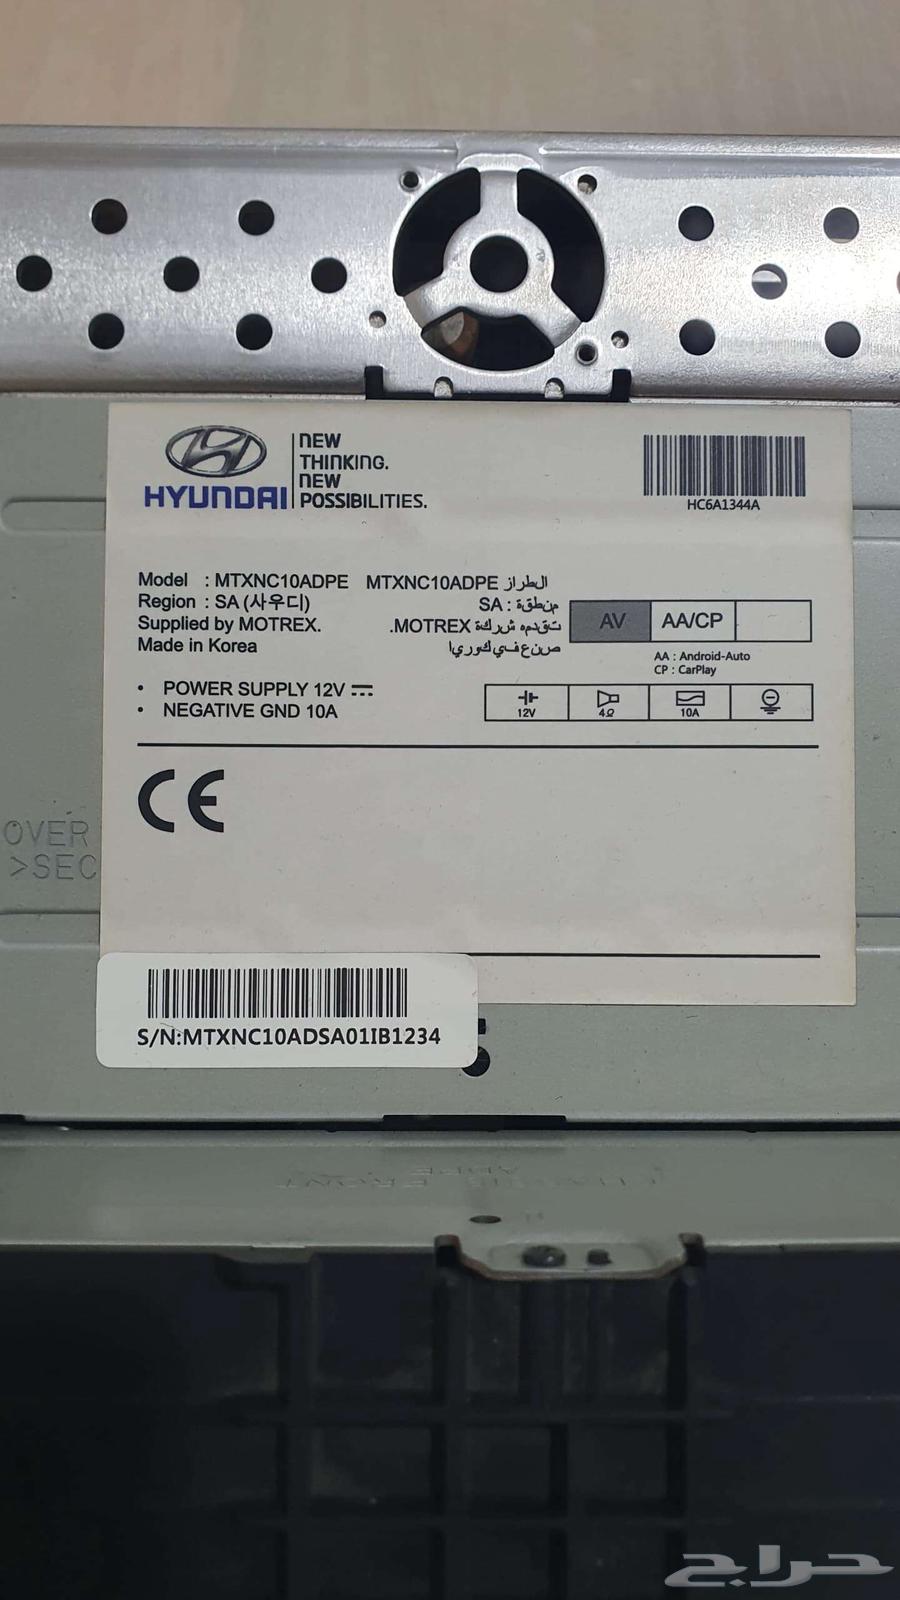 HYUNDAI
NEW
THINKING.
NEW
POSSIBILITIES.
HC6A1344A
Model : MTXNC10ADPE MTXNC10ADPE الطراز
Region : SA (사우디) منطقة : SA
Supplied by MOTREX. تقدمه شركة MOTREX.
Made in Korea صنع في كوريا
AV AA/CP
AA : Android-Auto
CP : CarPlay
• POWER SUPPLY 12V
• NEGATIVE GND 10A
12V 4Ω 10A
CE
OVER
>SEC
S/N:MTXNC10ADSA01IB1234
حراج